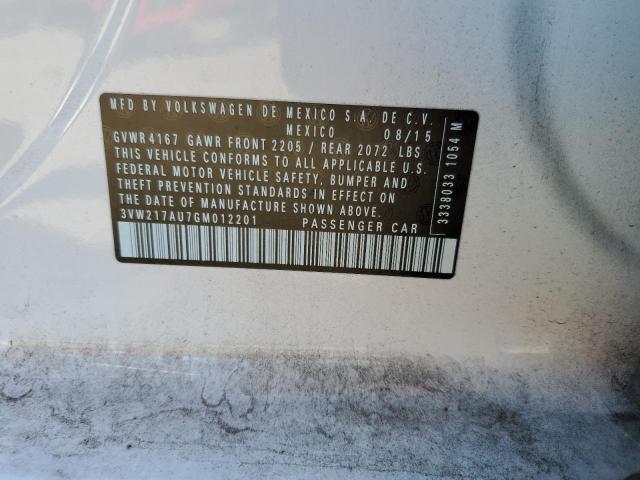 MFD BY VOLKSWAGEN DE MEXICO S.A. DE C.V.
MEXICO 08/15
GVWR4167 GAWR FRONT 2205 / REAR 2072 LBS
THIS VEHICLE CONFORMS TO ALL APPLICABLE U.S.
FEDERAL MOTOR VEHICLE SAFETY, BUMPER AND
THEFT PREVENTION STANDARDS IN EFFECT ON
THE DATE OF MANUFACTURE SHOWN ABOVE.
3VW217AU7GM012201 PASSENGER CAR
3338033 1054 M